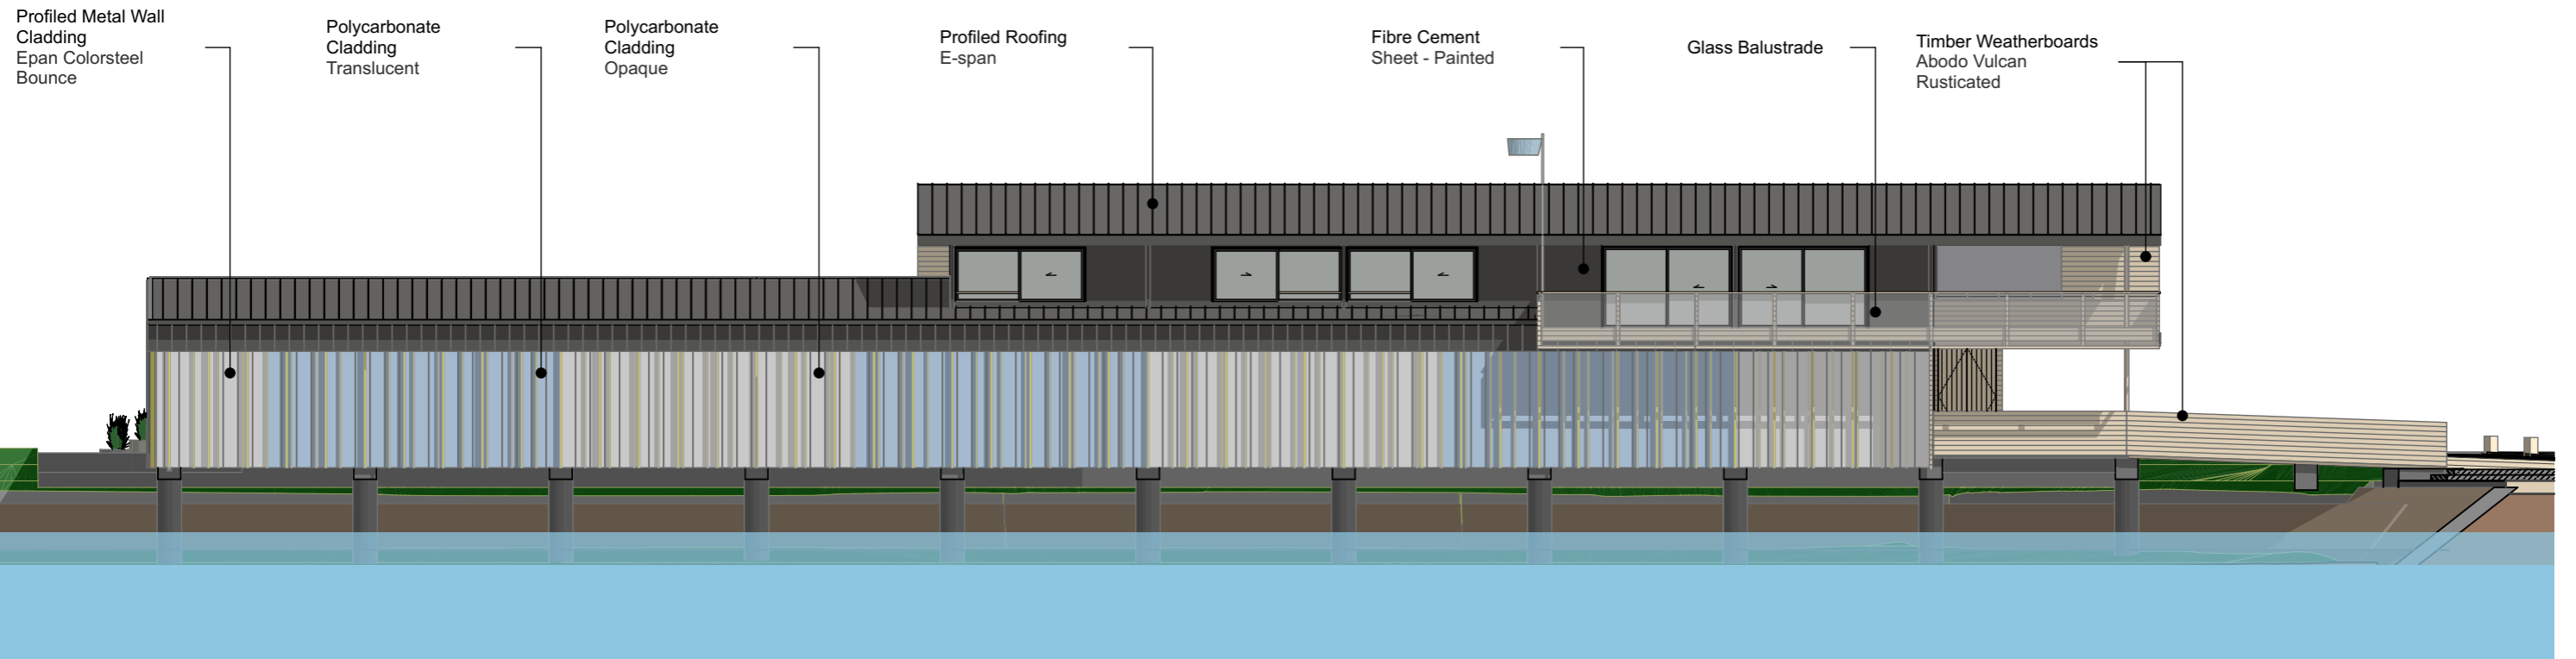 Profiled Metal Wall
Cladding
Epan Colorsteel
Bounce
Polycarbonate
Cladding
Translucent
Polycarbonate
Cladding
Opaque
Profiled Roofing
E-span
Fibre Cement
Sheet - Painted
Glass Balustrade
Timber Weatherboards
Abodo Vulcan
Rusticated